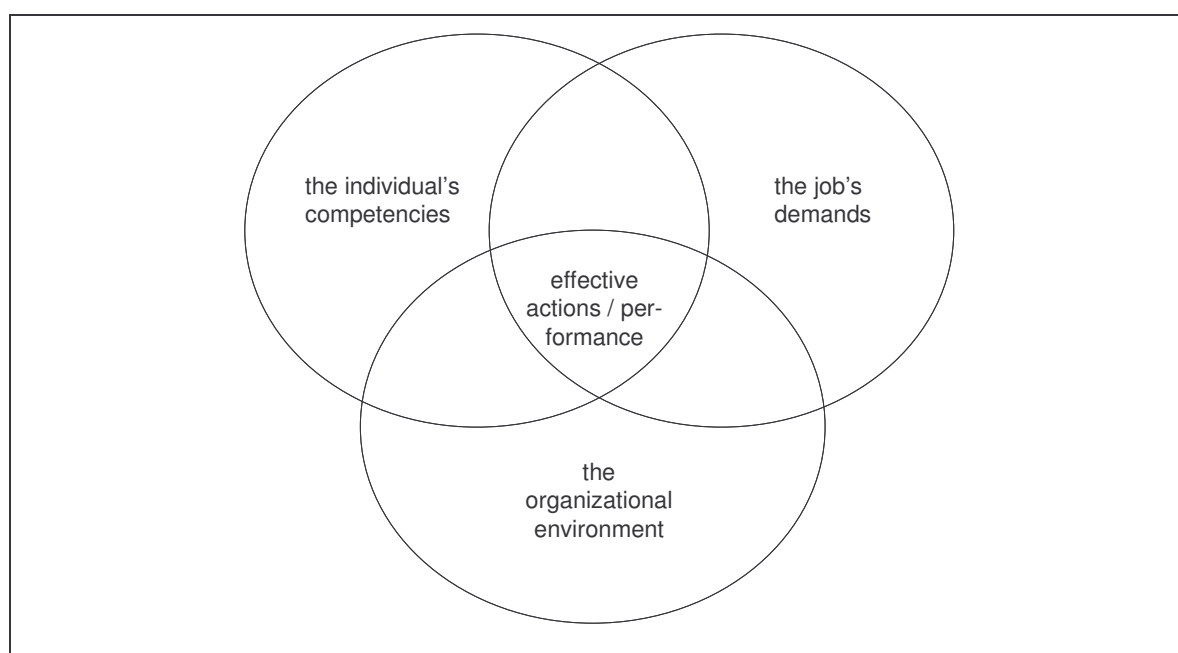 the individual's
competencies
the job's
demands
effective
actions / per-
formance
the
organizational
environment